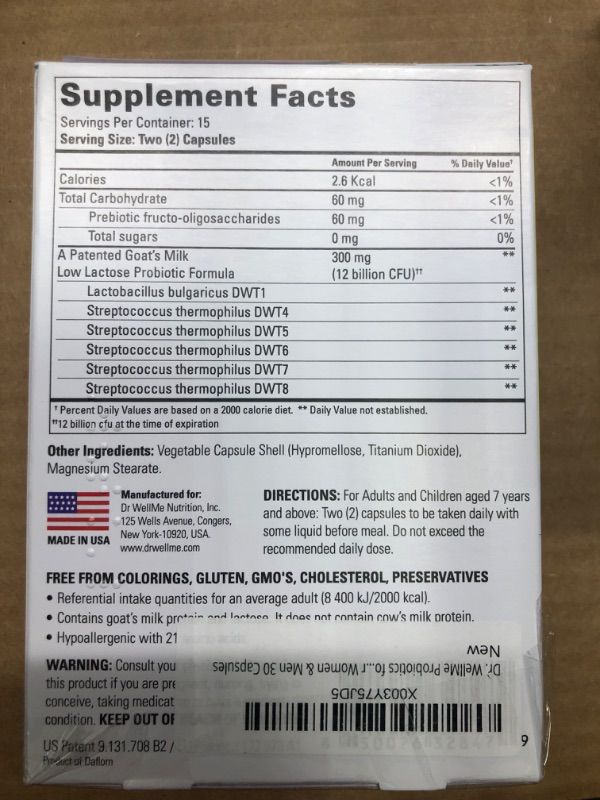 Supplement Facts
Servings Per Container: 15
Serving Size: Two (2) Capsules
Amount Per Serving % Daily Value†
Calories 2.6 Kcal <1%
Total Carbohydrate 60 mg <1%
Prebiotic fructo-oligosaccharides 60 mg <1%
Total sugars 0 mg 0%
A Patented Goat's Milk 300 mg **
Low Lactose Probiotic Formula (12 billion CFU)††
Lactobacillus bulgaricus DWT1 **
Streptococcus thermophilus DWT4 **
Streptococcus thermophilus DWT5 **
Streptococcus thermophilus DWT6 **
Streptococcus thermophilus DWT7 **
Streptococcus thermophilus DWT8 **
† Percent Daily Values are based on a 2000 calorie diet. ** Daily Value not established.
††12 billion cfu at the time of expiration
Other Ingredients: Vegetable Capsule Shell (Hypromellose, Titanium Dioxide),
Magnesium Stearate.
MADE IN USA
Manufactured for:
Dr WellMe Nutrition, Inc.
125 Wells Avenue, Congers,
New York-10920, USA.
www.drwellme.com
DIRECTIONS: For Adults and Children aged 7 years
and above: Two (2) capsules to be taken daily with
some liquid before meal. Do not exceed the
recommended daily dose.
FREE FROM COLORINGS, GLUTEN, GMO'S, CHOLESTEROL, PRESERVATIVES
• Referential intake quantities for an average adult (8 400 kJ/2000 kcal).
• Contains goat's milk protein and lactose. It does not contain cow's milk protein.
• Hypoallergenic with 21
WARNING: Consult you
this product if you are pre
conceive, taking medicat
condition. KEEP OUT OF
US Patent 9.131.708 B2 /
Product of Daflorn
X003Y75JD5
Dr. WellMe Probiotics fo...r Women & Men 30 Capsules
New
9